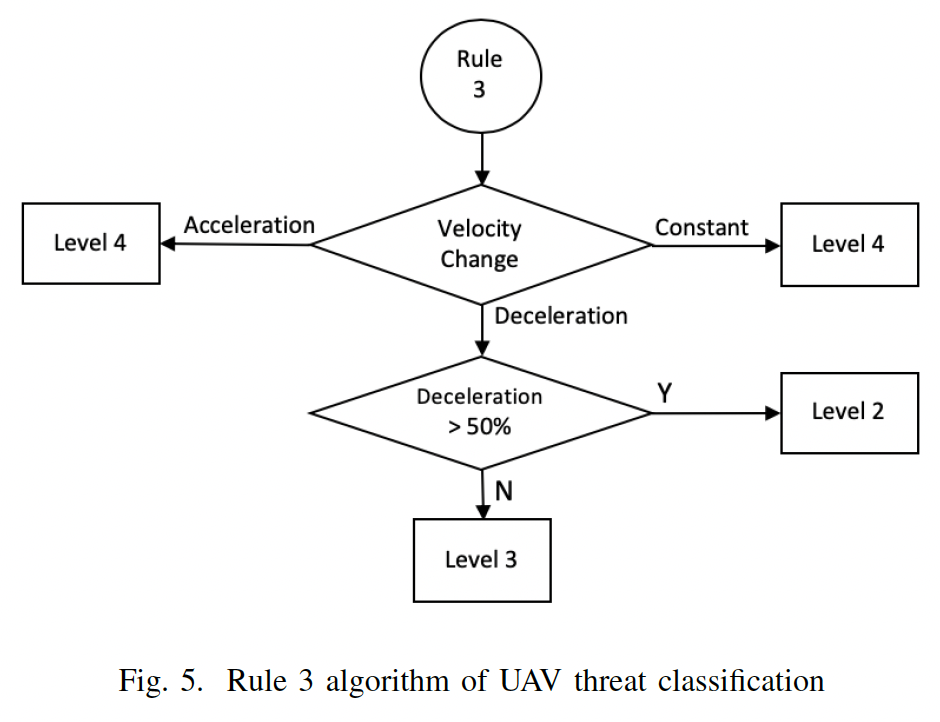 Rule
3
Velocity
Change
Acceleration
Level 4
Constant
Level 4
Deceleration
Deceleration
> 50%
Y
Level 2
N
Level 3
Fig. 5. Rule 3 algorithm of UAV threat classification